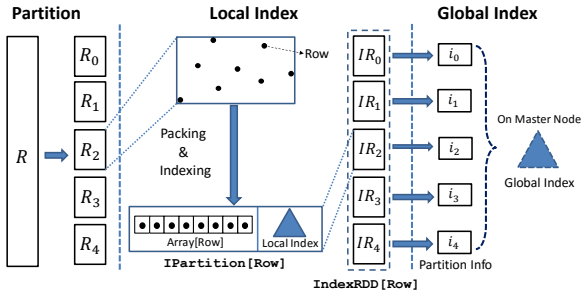 Partition
Local Index
Global Index
R
R0
R1
R2
R3
R4
Row
Packing
&
Indexing
Array[Row]
Local Index
IPartition[Row]
IR0
IR1
IR2
IR3
IR4
IndexRDD[Row]
i0
i1
i2
i3
i4
Partition Info
On Master Node
Global Index